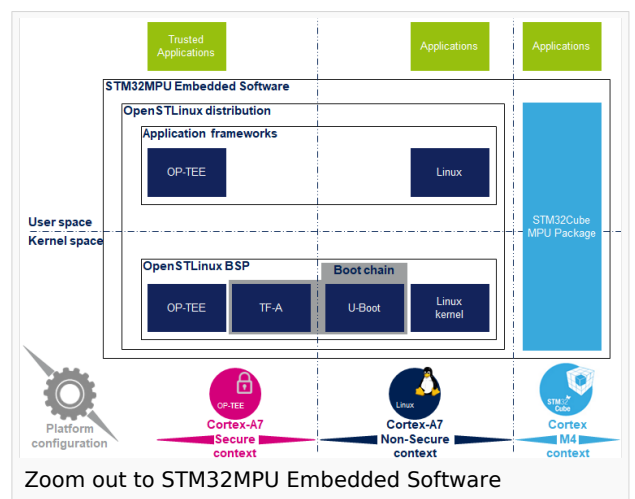 Trusted
Applications
Applications
Applications
STM32MPU Embedded Software
OpenSTLinux distribution
Application frameworks
OP-TEE
Linux
STM32Cube
MPU Package
User space
Kernel space
OpenSTLinux BSP
Boot chain
OP-TEE
TF-A
U-Boot
Linux
kernel
Platform
configuration
OP-TEE
Cortex-A7
Secure
context
Linux
Cortex-A7
Non-Secure
context
STM32
Cube
Cortex
M4
context
Zoom out to STM32MPU Embedded Software